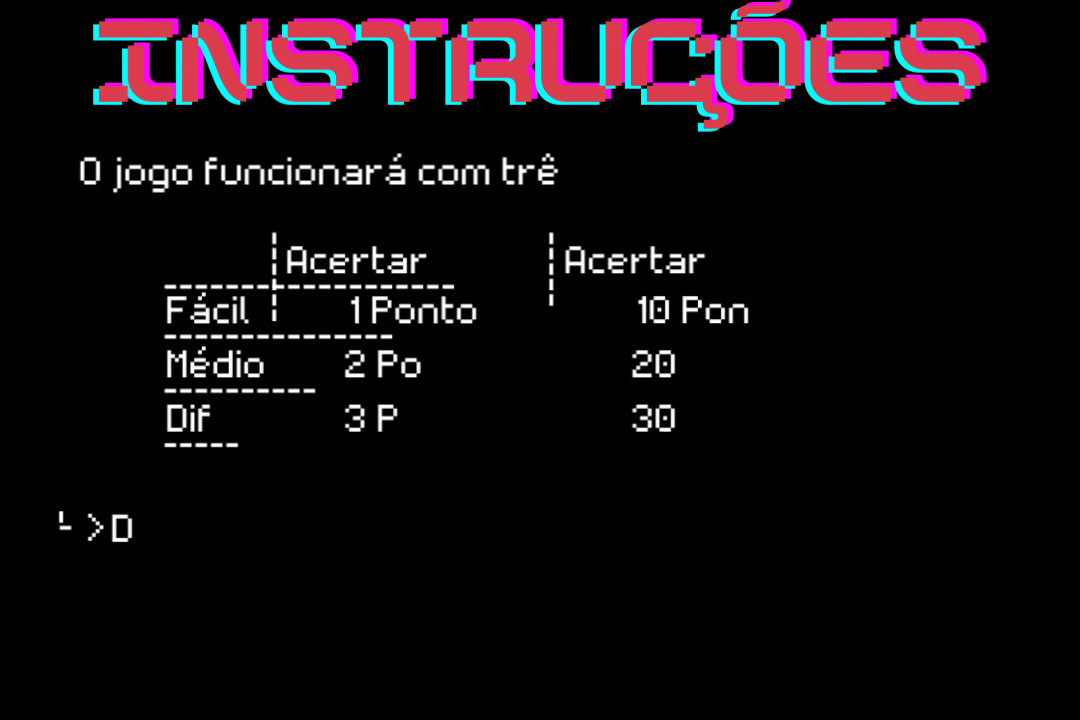 INSTRUÇÕES
O jogo funcionará com trê
Acertar Acertar
Fácil 1 Ponto 10 Pon
Médio 2 Po 20
Dif 3 P 30
>D